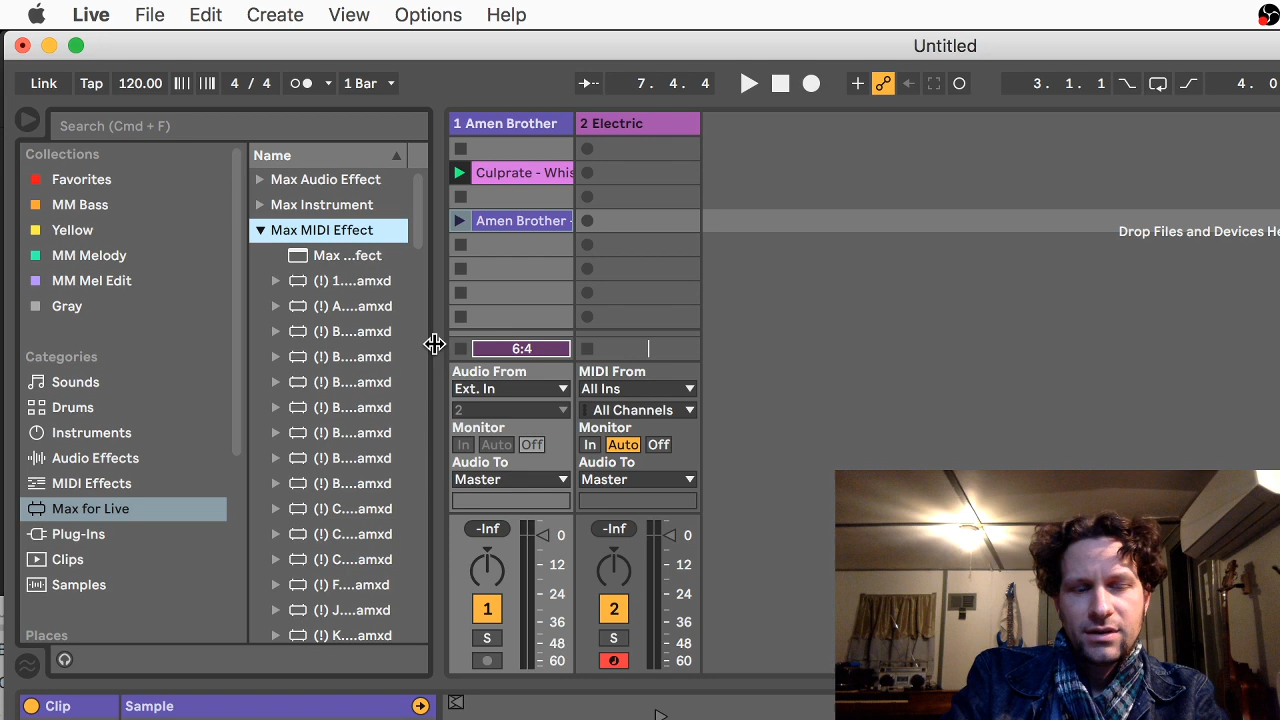 Live File Edit Create View Options Help
Untitled
Link Tap 120.00 4 / 4 1 Bar 7. 4. 4 3. 1. 1 4. 0
Search (Cmd + F)
Collections
Favorites
MM Bass
Yellow
MM Melody
MM Mel Edit
Gray
Categories
Sounds
Drums
Instruments
Audio Effects
MIDI Effects
Max for Live
Plug-Ins
Clips
Samples
Places
Name
Max Audio Effect
Max Instrument
Max MIDI Effect
Max ...fect
(!) 1....amxd
(!) A....amxd
(!) B....amxd
(!) B....amxd
(!) B....amxd
(!) B....amxd
(!) B....amxd
(!) B....amxd
(!) B....amxd
(!) C....amxd
(!) C....amxd
(!) C....amxd
(!) F....amxd
(!) J....amxd
(!) K....amxd
1 Amen Brother 2 Electric
Culprate - Whis
Amen Brother -
Drop Files and Devices He
6:4
Audio From MIDI From
Ext. In All Ins
2 All Channels
Monitor Monitor
In Auto Off In Auto Off
Audio To Audio To
Master Master
-Inf 0 -Inf 0
12 12
24 24
1 36 2 36
S 48 S 48
60 60
Clip Sample